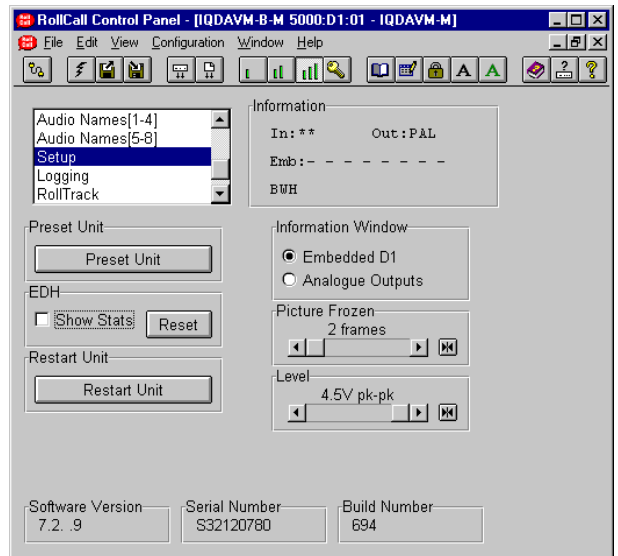 RollCall Control Panel - [IQDAVM-B-M 5000:D1:01 - IQDAVM-M]
File Edit View Configuration Window Help
A A
Audio Names[1-4]
Audio Names[5-8]
Setup
Logging
RollTrack
Information
In:** Out:PAL
Emb:- - - - - - - -
BWH
Preset Unit
Preset Unit
EDH
Show Stats Reset
Restart Unit
Restart Unit
Information Window
Embedded D1
Analogue Outputs
Picture Frozen
2 frames
Level
4.5V pk-pk
Software Version
7.2. .9
Serial Number
S32120780
Build Number
694